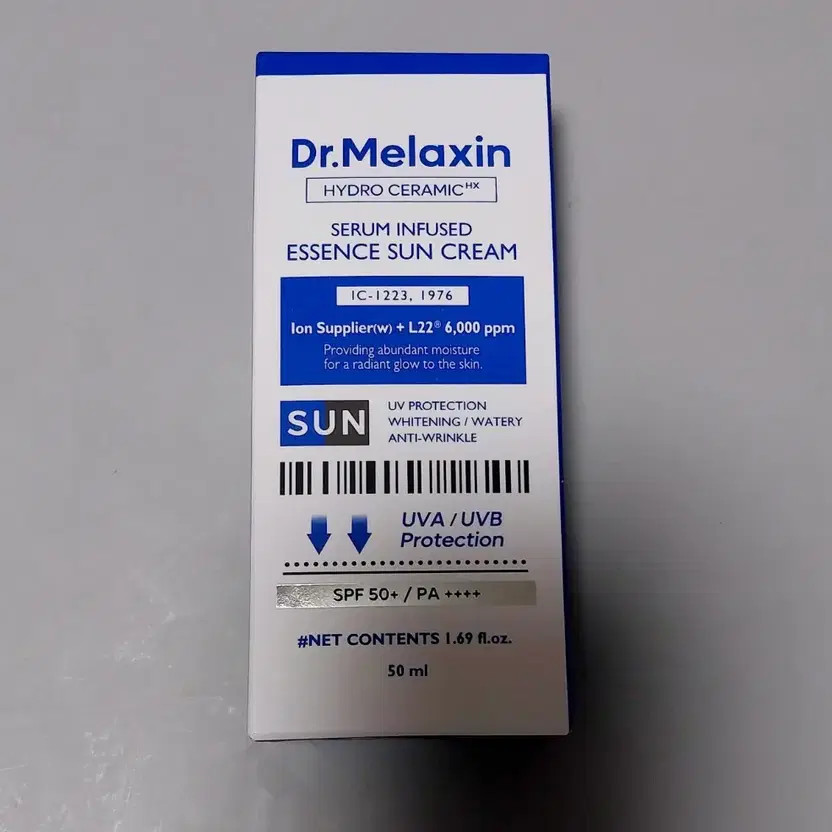 Dr.Melaxin
HYDRO CERAMIC HX
SERUM INFUSED
ESSENCE SUN CREAM
IC-1223, 1976
Ion Supplier(w) + L22® 6,000 ppm
Providing abundant moisture
for a radiant glow to the skin.
SUN
UV PROTECTION
WHITENING / WATERY
ANTI-WRINKLE
UVA / UVB
Protection
SPF 50+ / PA ++++
#NET CONTENTS 1.69 fl.oz.
50 ml